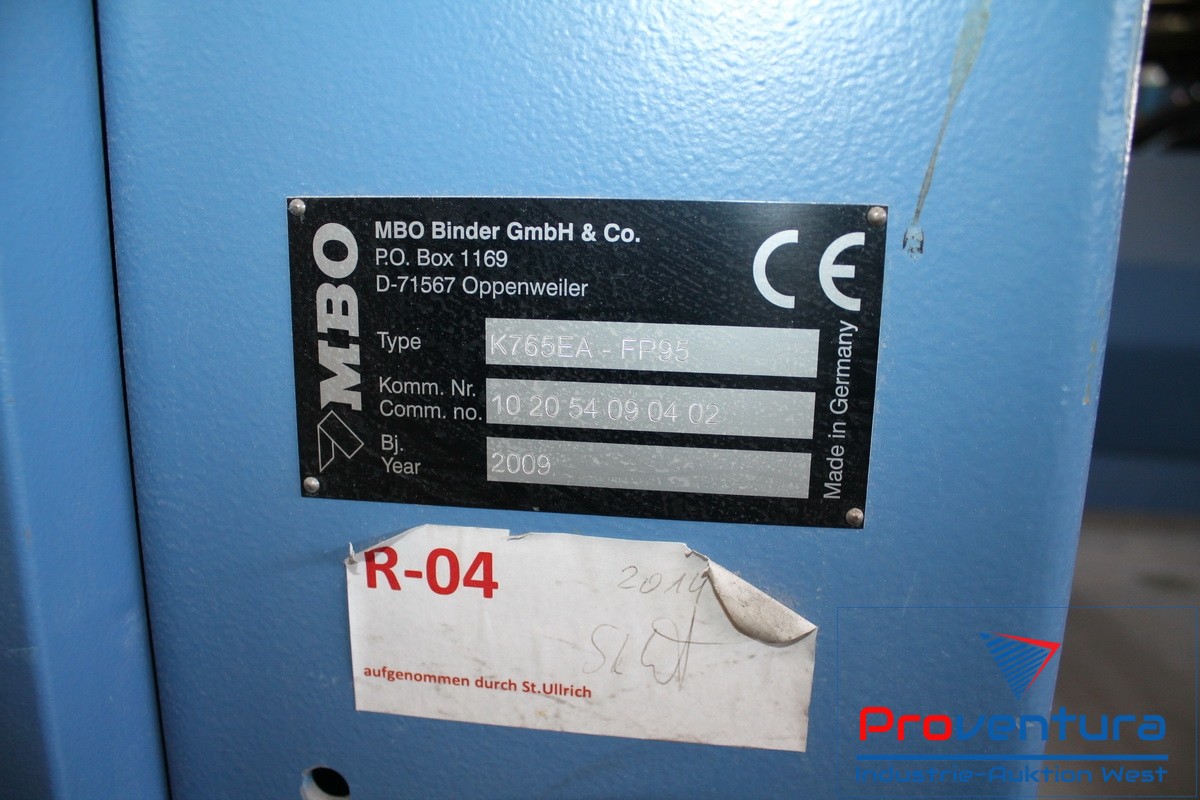 MBO
MBO Binder GmbH & Co.
P.O. Box 1169
D-71567 Oppenweiler
CE
Type K765EA - FP95
Komm. Nr.
Comm. no. 10 20 54 09 04 02
Bj.
Year 2009
Made in Germany
R-04
2014
aufgenommen durch St.Ullrich
Proventura
Industrie-Auktion West